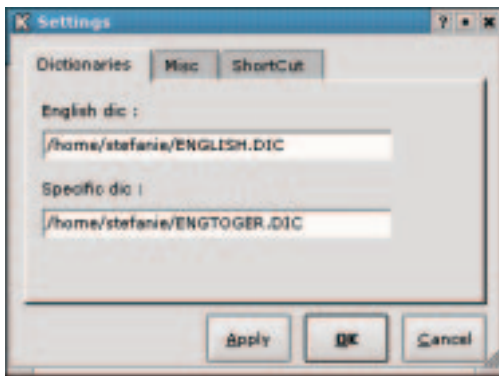 Settings
Dictionaries Misc ShortCut
English dic :
/home/stefanie/ENGLISH.DIC
Specific dic :
/home/stefanie/ENGTOGER.DIC
Apply OK Cancel